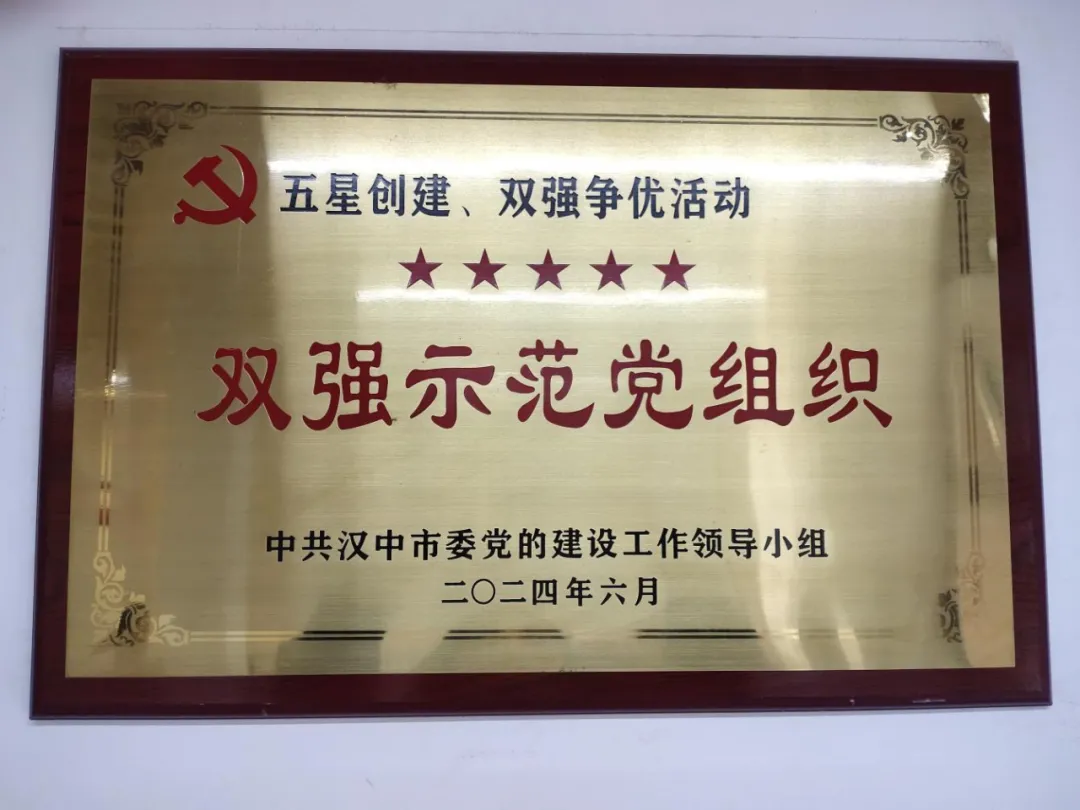 五星创建、双强争优活动
双强示范党组织
中共汉中市委党的建设工作领导小组
二〇二四年六月